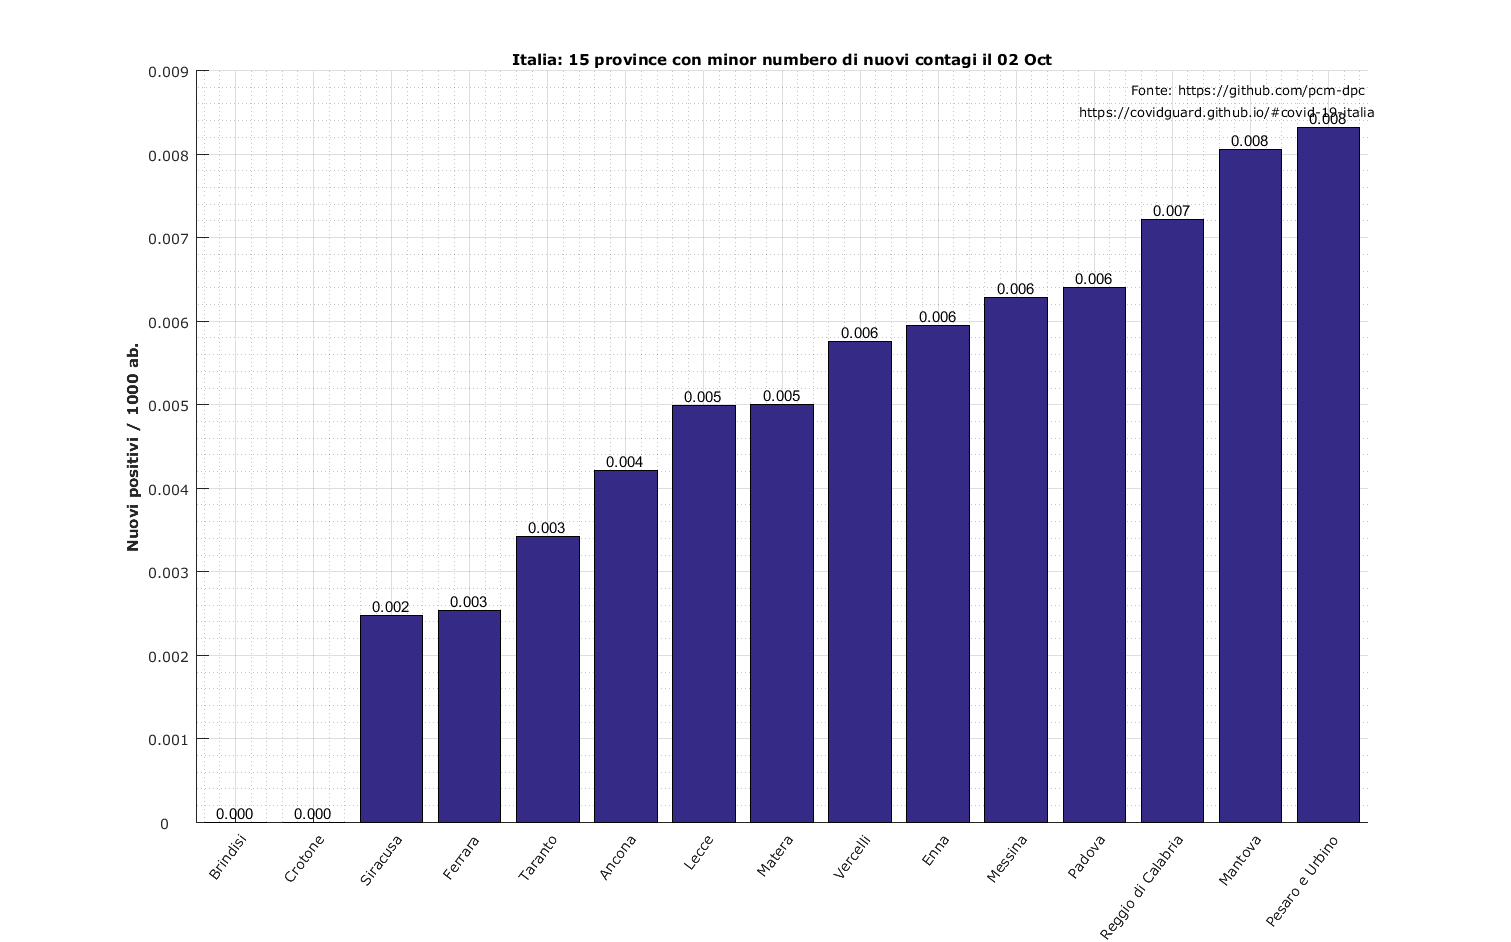 Italia: 15 province con minor numbero di nuovi contagi il 02 Oct
Fonte: https://github.com/pcm-dpc
https://covidguard.github.io/#covid-19-italia
Nuovi positivi / 1000 ab.
0.009
0.008
0.007
0.006
0.005
0.004
0.003
0.002
0.001
0
0.000
0.000
0.002
0.003
0.003
0.004
0.005
0.005
0.006
0.006
0.006
0.006
0.007
0.008
0.008
Brindisi
Crotone
Siracusa
Ferrara
Taranto
Ancona
Lecce
Matera
Vercelli
Enna
Messina
Padova
Reggio di Calabria
Mantova
Pesaro e Urbino